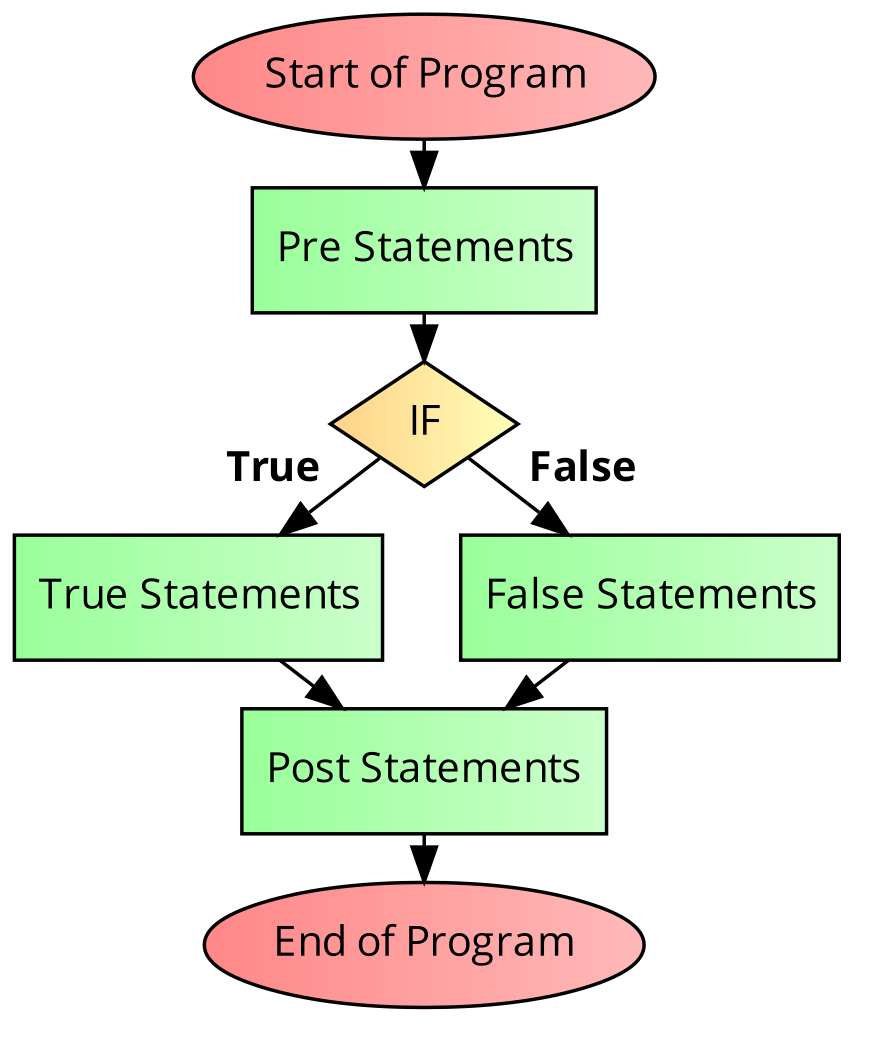 Start of Program
Pre Statements
IF
True
False
True Statements
False Statements
Post Statements
End of Program